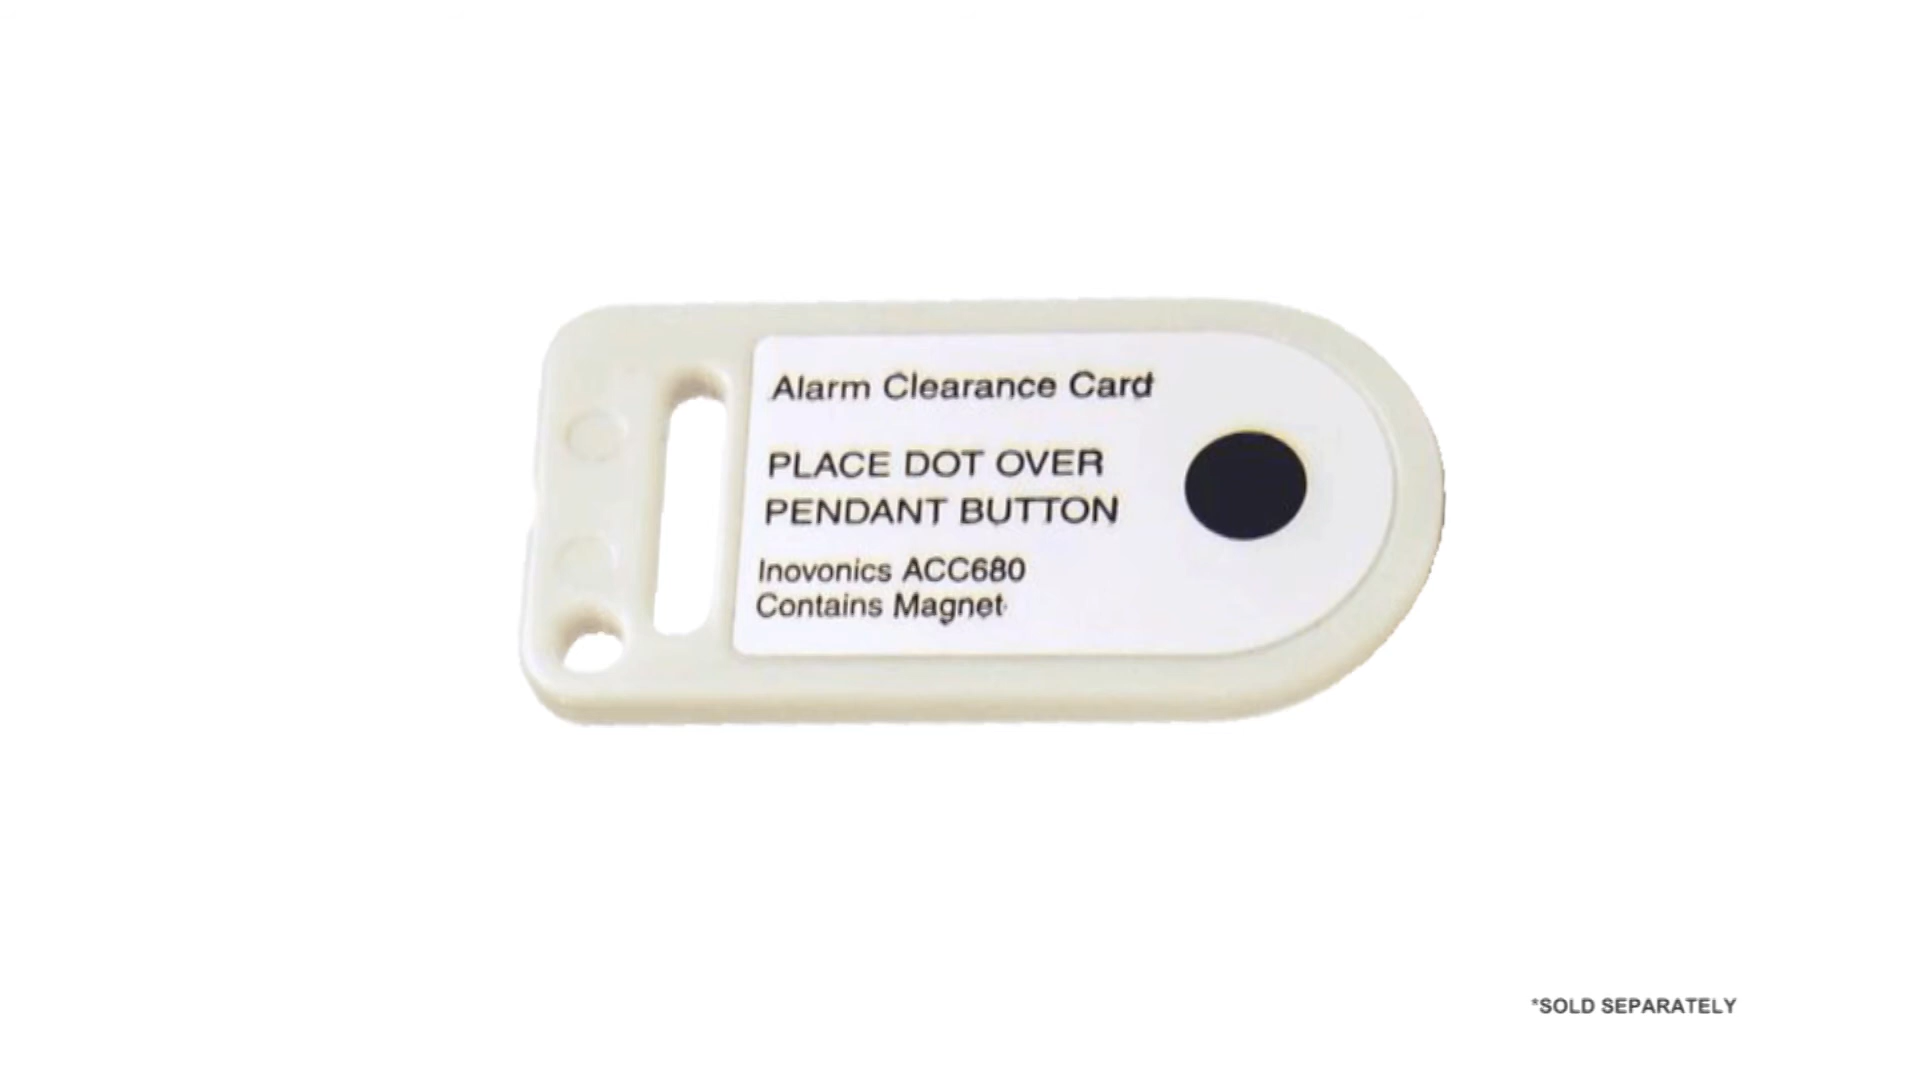 Alarm Clearance Card
PLACE DOT OVER
PENDANT BUTTON
Inovonics ACC680
Contains Magnet
*SOLD SEPARATELY